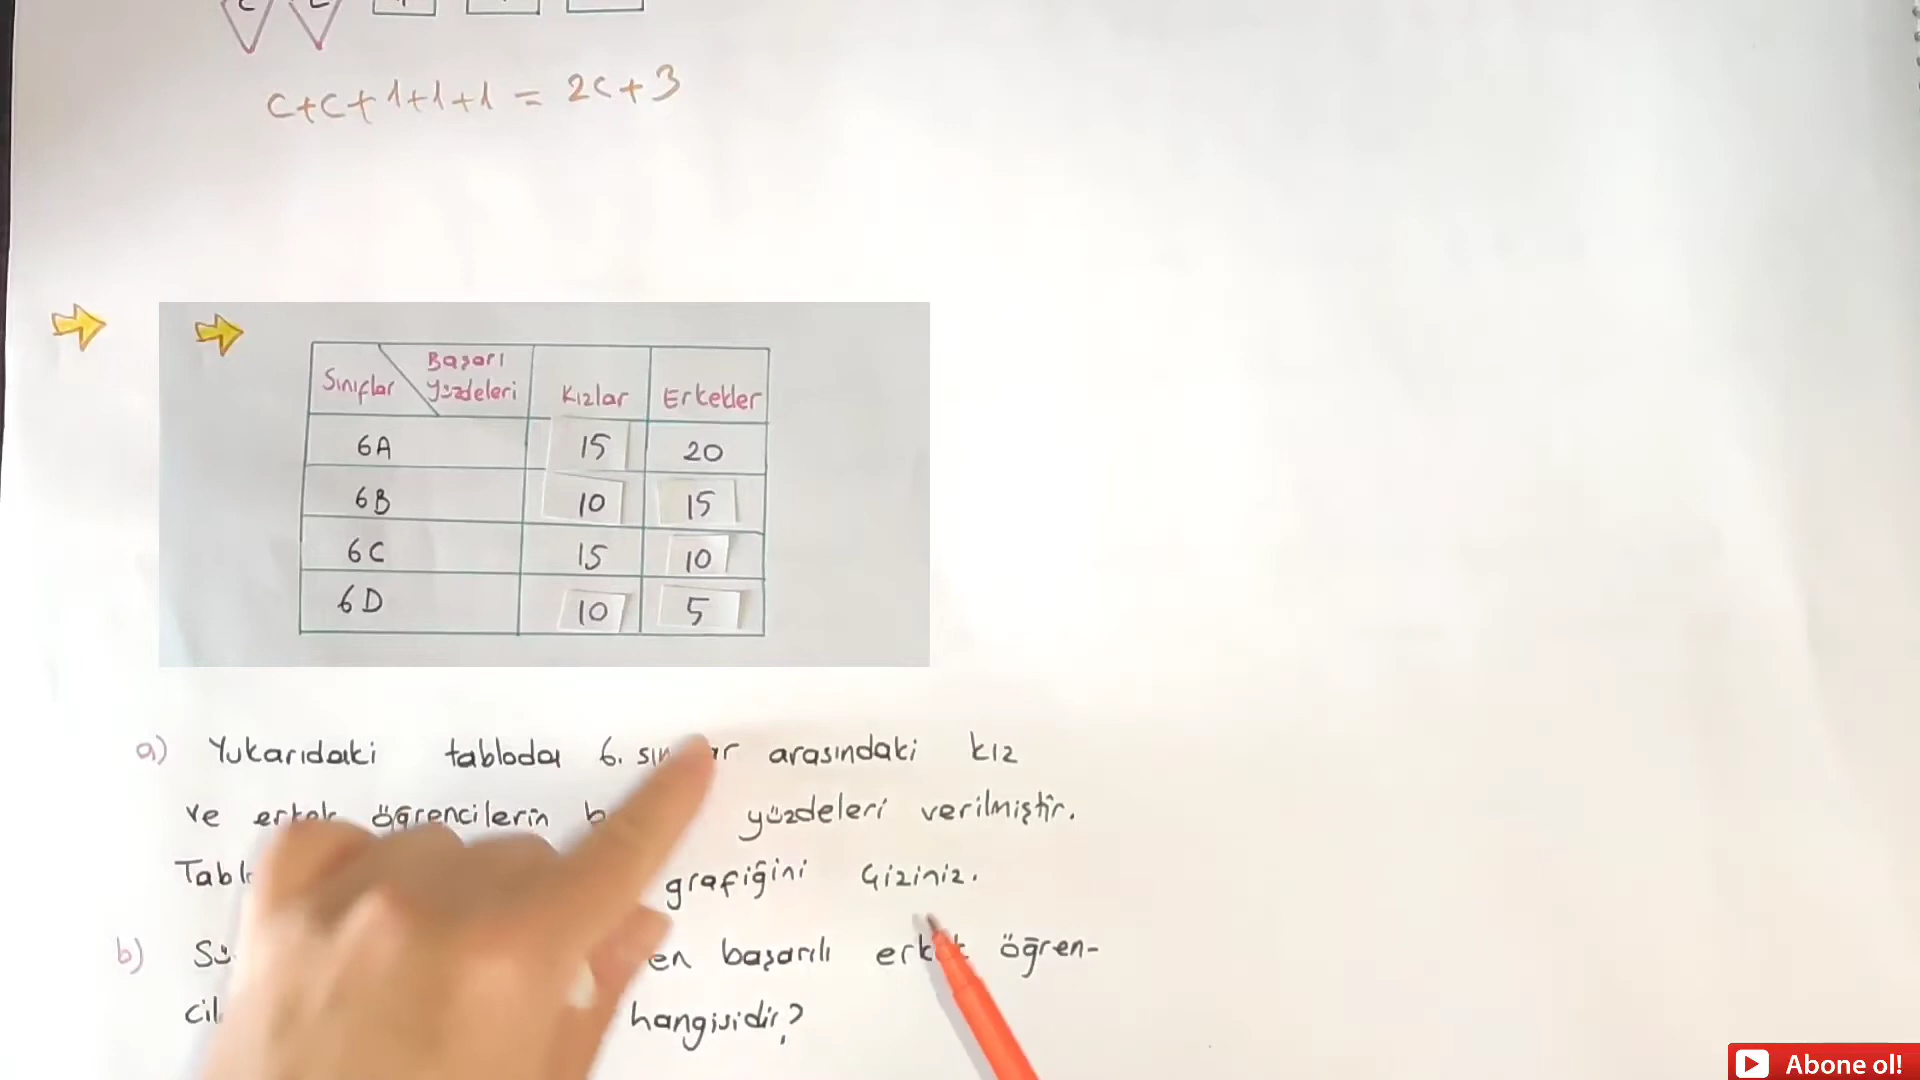 C+C+1+1+1 = 2C+3
Sınıflar Başarı yüzdeleri Kızlar Erkekler
6A 15 20
6B 10 15
6C 15 10
6D 10 5
a) Yukarıdaki tabloda 6. arasındaki kız
ve erkek öğrencilerin yüzdeleri verilmiştir.
grafiğini çiziniz.
b) en başarılı öğren-
hangisidir?
Abone ol!